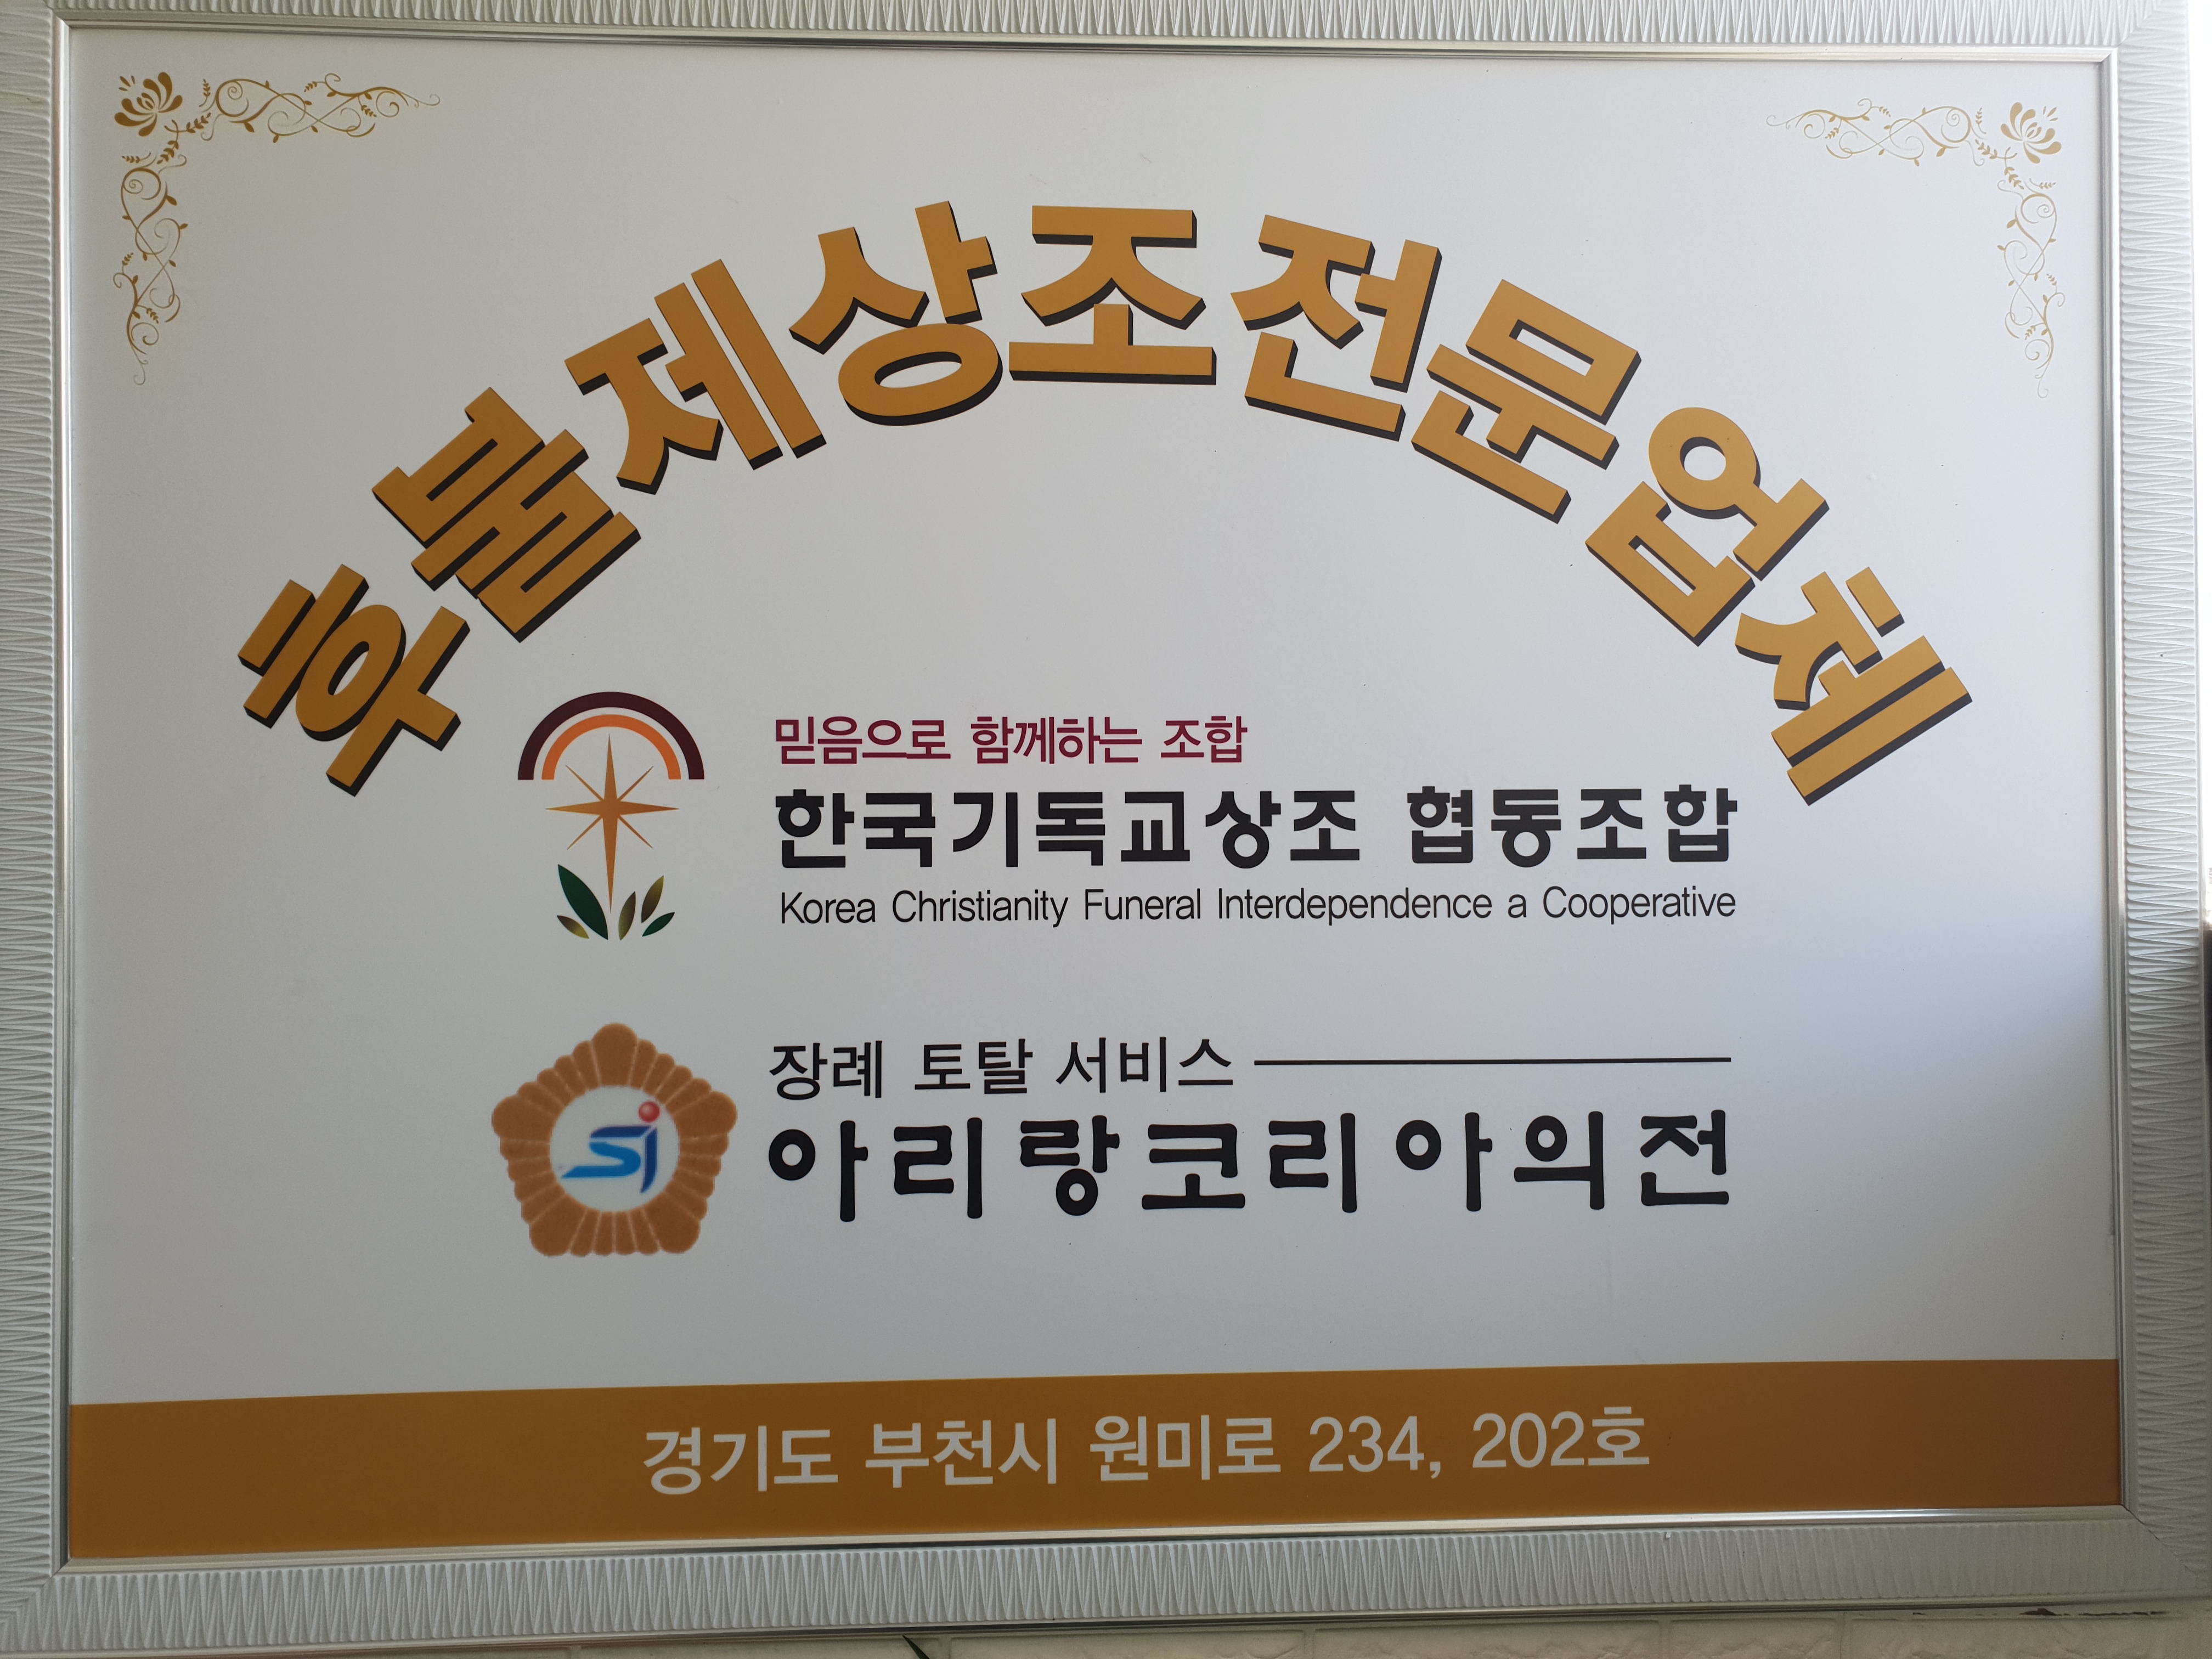 후불제상조전문업체
믿음으로 함께하는 조합
한국기독교상조 협동조합
Korea Christianity Funeral Interdependence a Cooperative
장례 토탈 서비스
sj
아리랑코리아의전
경기도 부천시 원미로 234, 202호